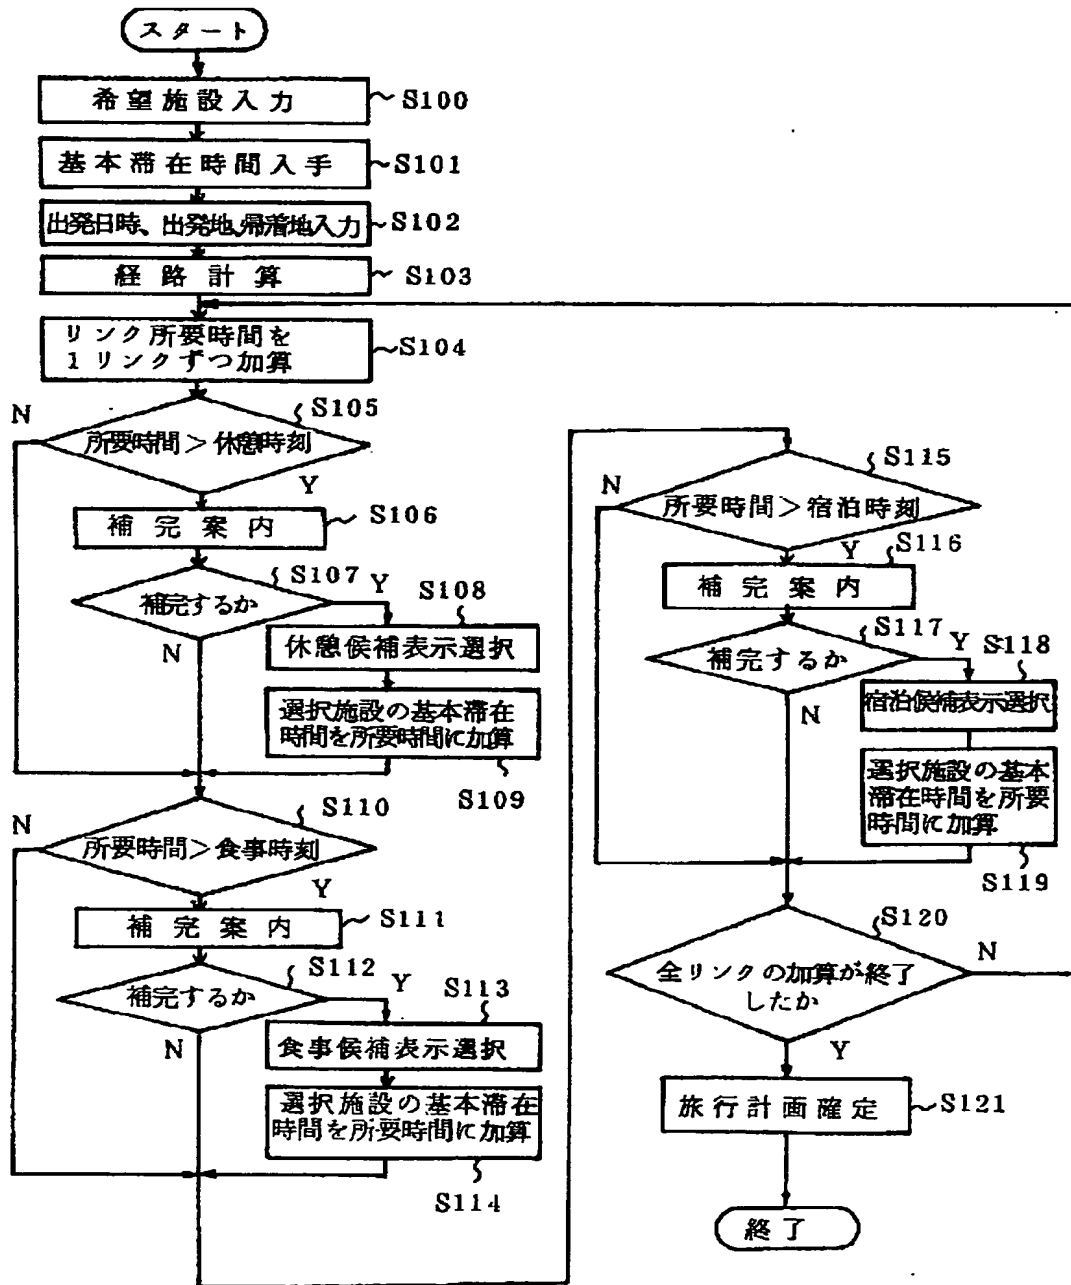 スタート
希望施設入力
S100
基本滞在時間入手
S101
出発日時、出発地、帰着地入力
S102
経路計算
S103
リンク所要時間を
1リンクずつ加算
S104
N
所要時間>休憩時刻
S105
Y
補完案内
S106
補完するか
S107
Y
N
S108
休憩候補表示選択
選択施設の基本滞在
時間を所要時間に加算
S109
N
所要時間>食事時刻
S110
Y
補完案内
S111
補完するか
S112
Y
N
S113
食事候補表示選択
選択施設の基本滞在
時間を所要時間に加算
S114
N
所要時間>宿泊時刻
S115
Y
補完案内
S116
補完するか
S117
Y
N
S118
宿泊候補表示選択
選択施設の基本
滞在時間を所要
時間に加算
S119
全リンクの加算が終了
したか
S120
N
Y
旅行計画確定
S121
終了